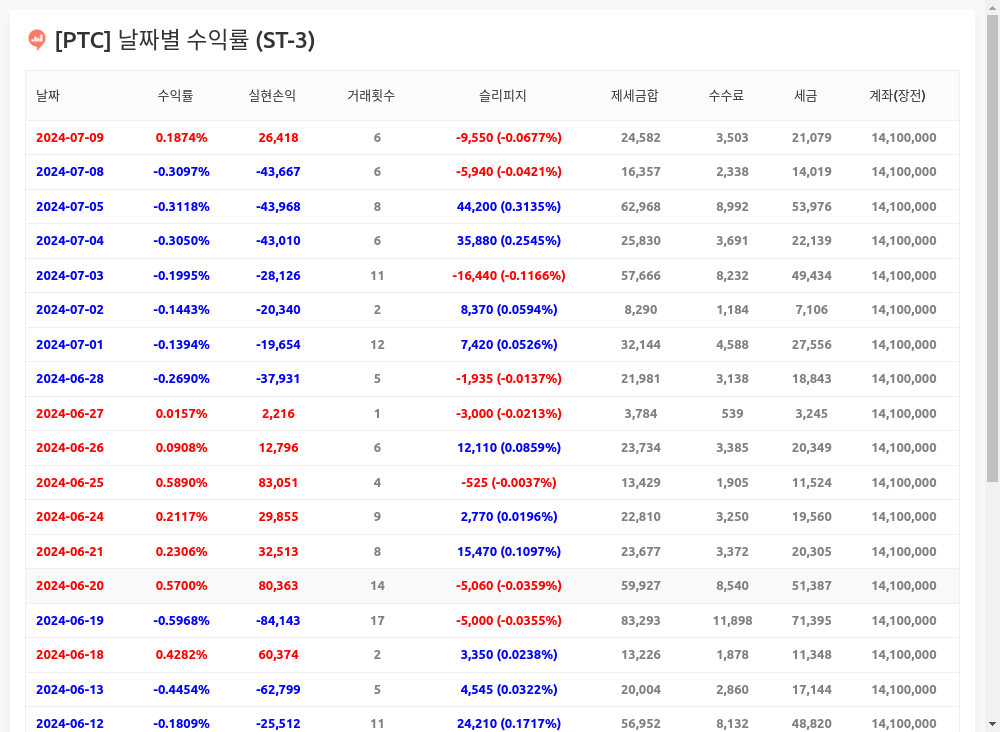 [PTC] 날짜별 수익률 (ST-3)
날짜 수익률 실현손익 거래횟수 슬리피지 제세금합 수수료 세금 계좌(장전)
2024-07-09 0.1874% 26,418 6 -9,550 (-0.0677%) 24,582 3,503 21,079 14,100,000
2024-07-08 -0.3097% -43,667 6 -5,940 (-0.0421%) 16,357 2,338 14,019 14,100,000
2024-07-05 -0.3118% -43,968 8 44,200 (0.3135%) 62,968 8,992 53,976 14,100,000
2024-07-04 -0.3050% -43,010 6 35,880 (0.2545%) 25,830 3,691 22,139 14,100,000
2024-07-03 -0.1995% -28,126 11 -16,440 (-0.1166%) 57,666 8,232 49,434 14,100,000
2024-07-02 -0.1443% -20,340 2 8,370 (0.0594%) 8,290 1,184 7,106 14,100,000
2024-07-01 -0.1394% -19,654 12 7,420 (0.0526%) 32,144 4,588 27,556 14,100,000
2024-06-28 -0.2690% -37,931 5 -1,935 (-0.0137%) 21,981 3,138 18,843 14,100,000
2024-06-27 0.0157% 2,216 1 -3,000 (-0.0213%) 3,784 539 3,245 14,100,000
2024-06-26 0.0908% 12,796 6 12,110 (0.0859%) 23,734 3,385 20,349 14,100,000
2024-06-25 0.5890% 83,051 4 -525 (-0.0037%) 13,429 1,905 11,524 14,100,000
2024-06-24 0.2117% 29,855 9 2,770 (0.0196%) 22,810 3,250 19,560 14,100,000
2024-06-21 0.2306% 32,513 8 15,470 (0.1097%) 23,677 3,372 20,305 14,100,000
2024-06-20 0.5700% 80,363 14 -5,060 (-0.0359%) 59,927 8,540 51,387 14,100,000
2024-06-19 -0.5968% -84,143 17 -5,000 (-0.0355%) 83,293 11,898 71,395 14,100,000
2024-06-18 0.4282% 60,374 2 3,350 (0.0238%) 13,226 1,878 11,348 14,100,000
2024-06-13 -0.4454% -62,799 5 4,545 (0.0322%) 20,004 2,860 17,144 14,100,000
2024-06-12 -0.1809% -25,512 11 24,210 (0.1717%) 56,952 8,132 48,820 14,100,000